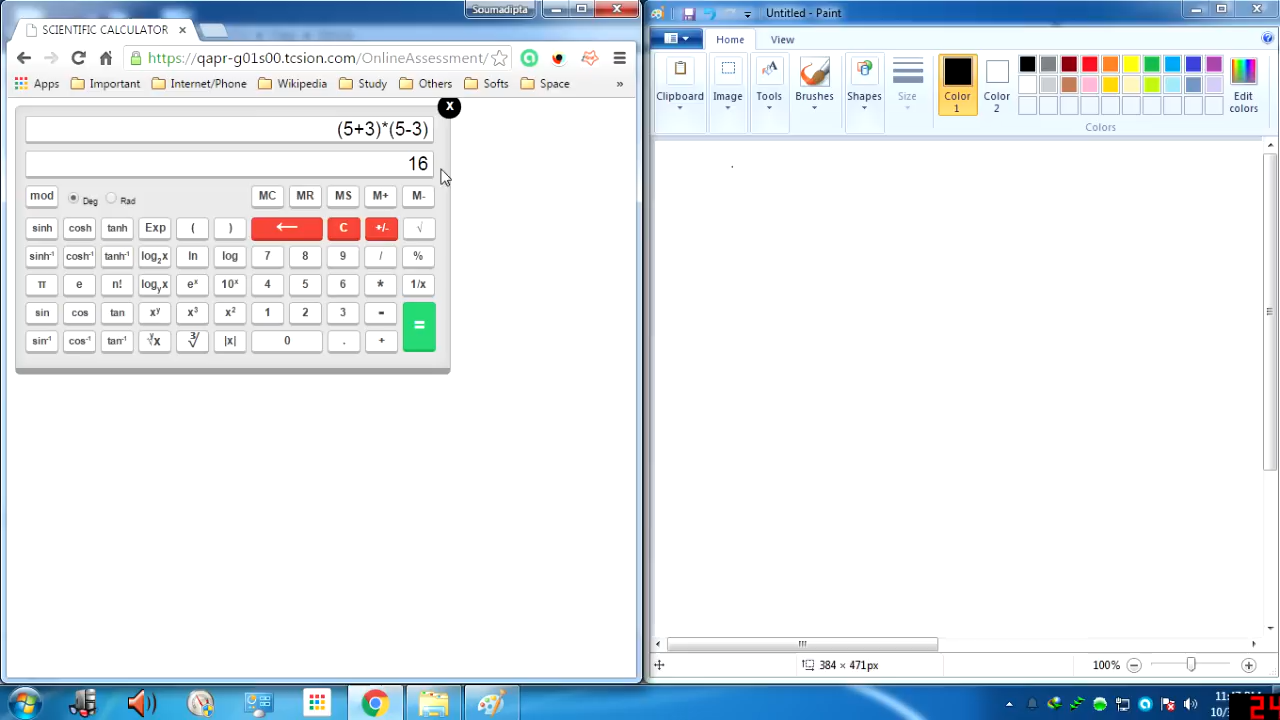 Soumadipta
SCIENTIFIC CALCULATOR
https://qapr-g01s00.tcsion.com/OnlineAssessment/
Apps Important Internet/Phone Wikipedia Study Others Softs Space »
X
(5+3)*(5-3)
16
mod Deg Rad MC MR MS M+ M-
sinh cosh tanh Exp ( ) ← C +/- √
sinh⁻¹ cosh⁻¹ tanh⁻¹ log₂x ln log 7 8 9 / %
π e n! logᵧx eˣ 10ˣ 4 5 6 * 1/x
sin cos tan xʸ x³ x² 1 2 3 - =
sin⁻¹ cos⁻¹ tan⁻¹ ʸ√x ³√ |x| 0 . +
Untitled - Paint
Home View
Clipboard Image Tools Brushes Shapes Size Color 1 Color 2 Edit colors
Colors
384 × 471px 100%